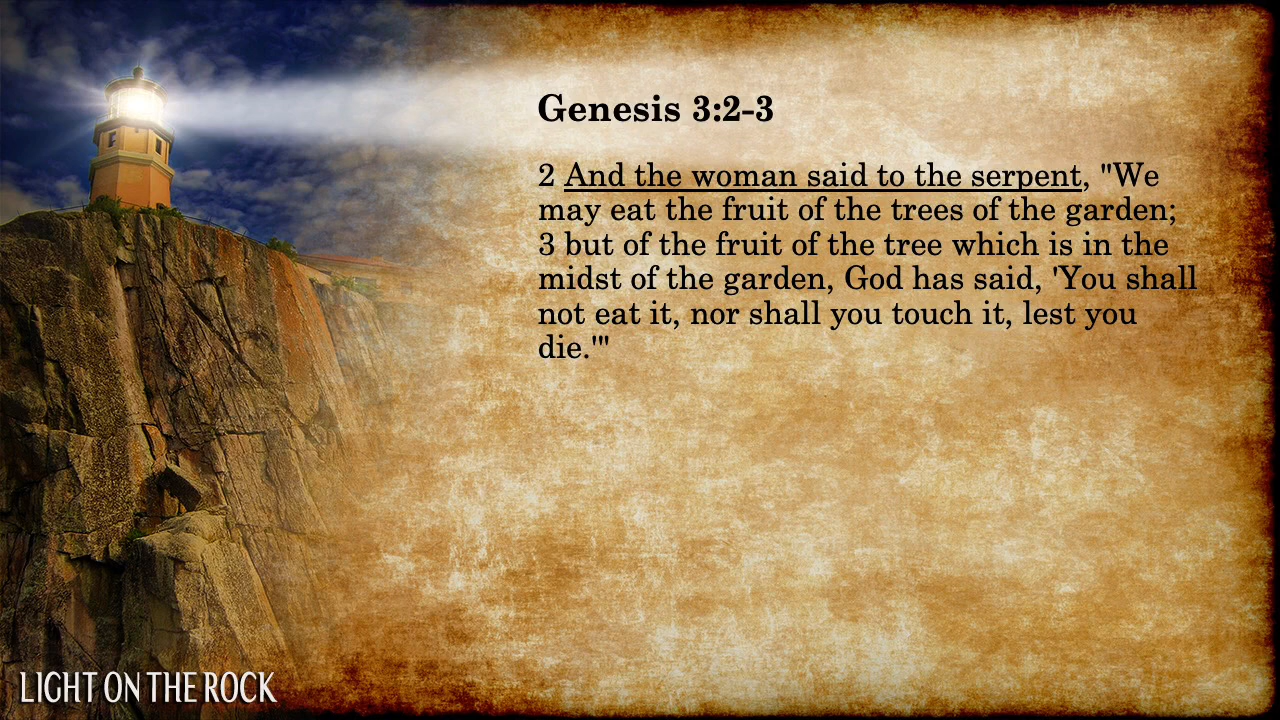 Genesis 3:2-3
2 And the woman said to the serpent, "We
may eat the fruit of the trees of the garden;
3 but of the fruit of the tree which is in the
midst of the garden, God has said, 'You shall
not eat it, nor shall you touch it, lest you
die.'"
LIGHT ON THE ROCK